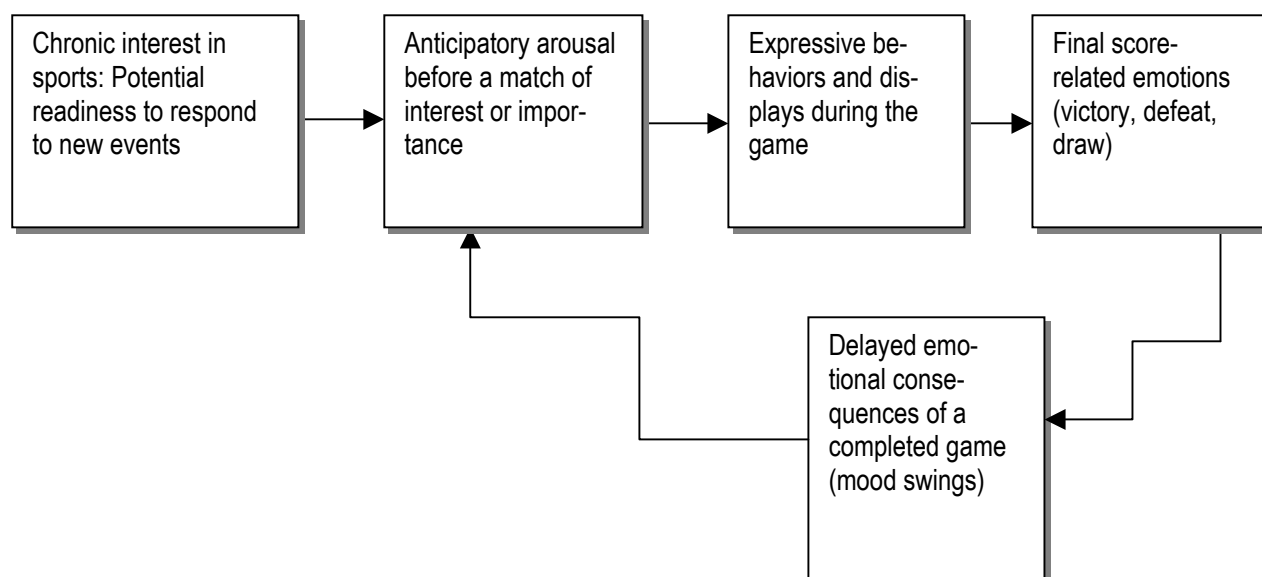 Chronic interest in
sports: Potential
readiness to respond
to new events
Anticipatory arousal
before a match of
interest or impor-
tance
Expressive be-
haviors and dis-
plays during the
game
Final score-
related emotions
(victory, defeat,
draw)
Delayed emo-
tional conse-
quences of a
completed game
(mood swings)